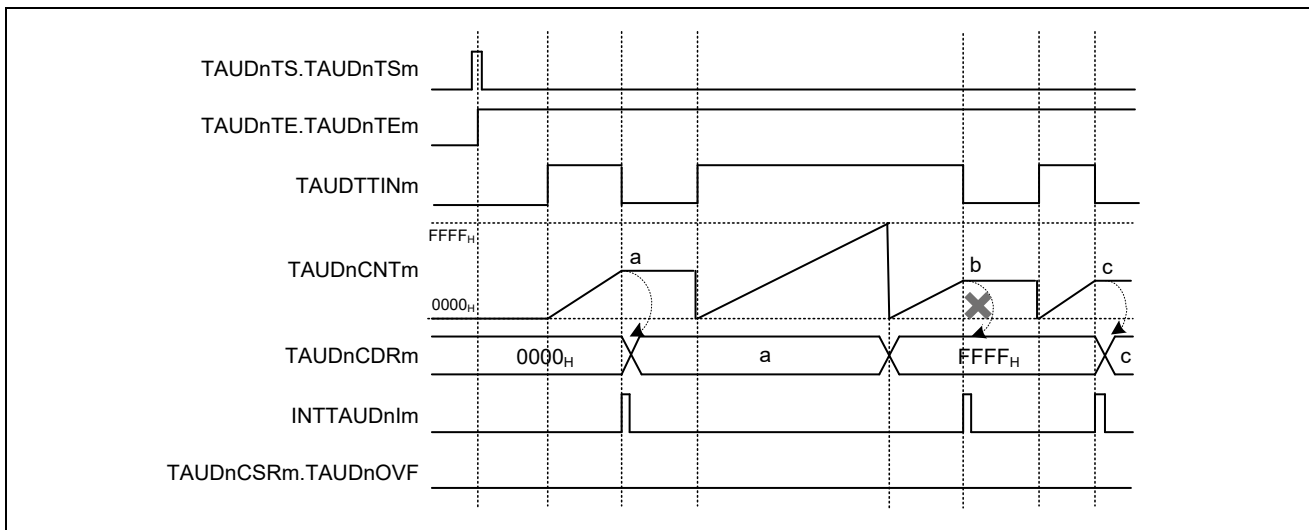 TAUDnTS.TAUDnTSm
TAUDnTE.TAUDnTEm
TAUDTTINm
FFFFH
TAUDnCNTm
a
b
c
0000H
TAUDnCDRm
0000H
a
FFFFH
c
INTTAUDnIm
TAUDnCSRm.TAUDnOVF